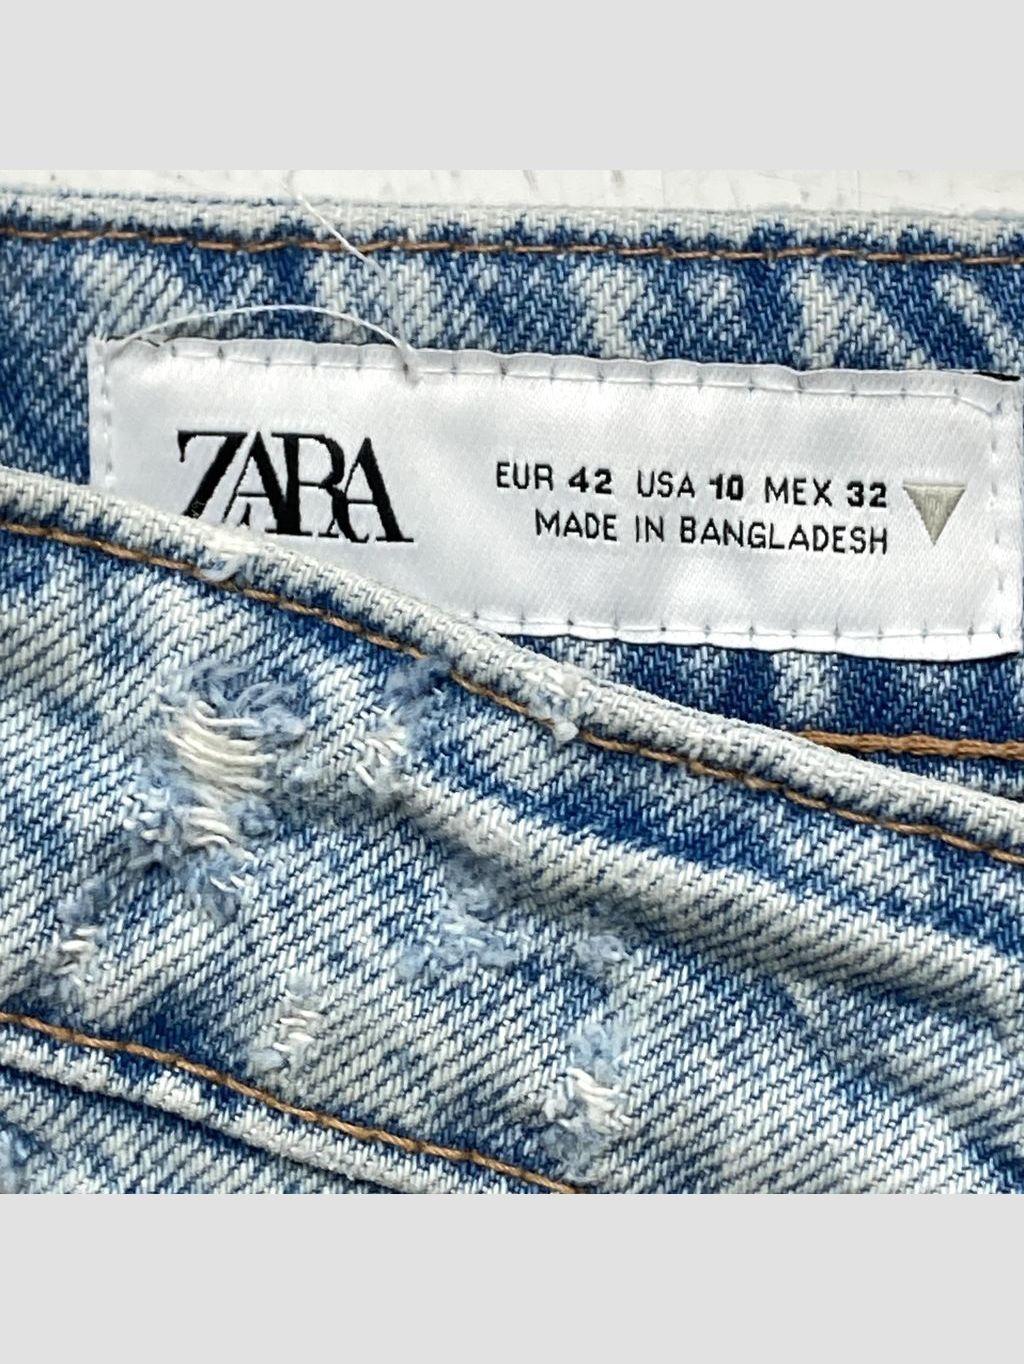 ZARA
EUR 42 USA 10 MEX 32
MADE IN BANGLADESH